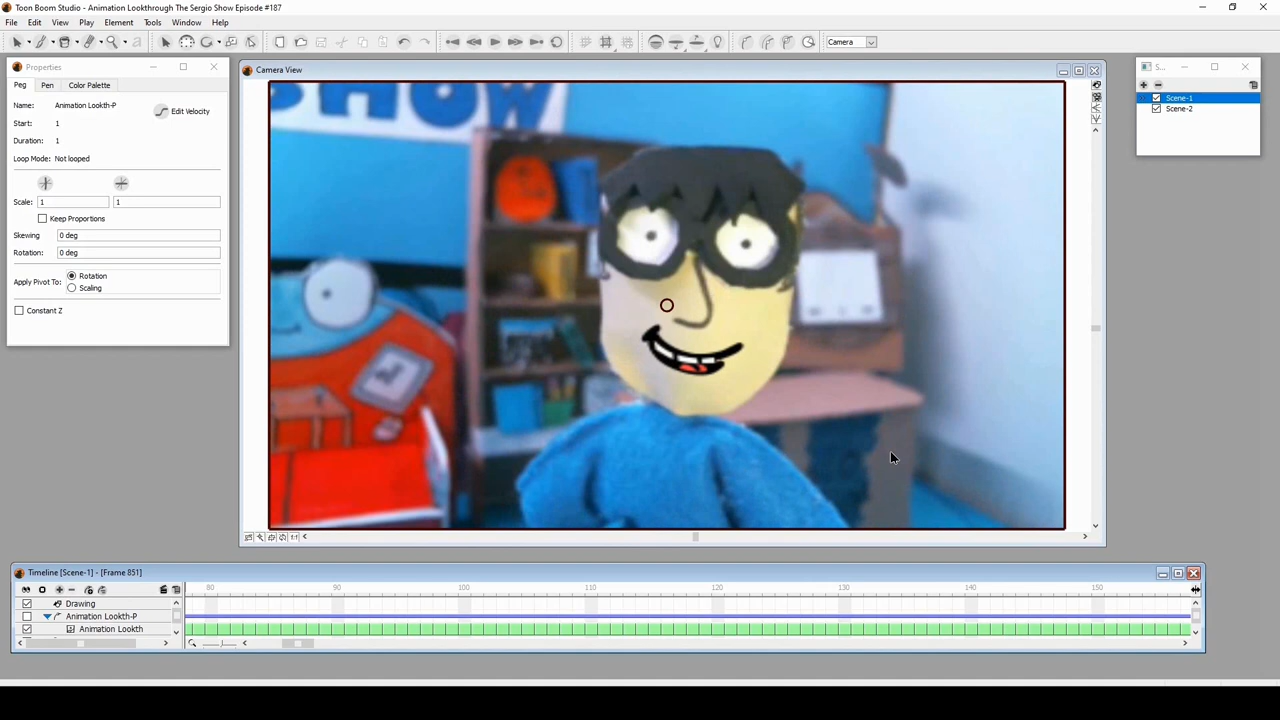 Toon Boom Studio - Animation Lookthrough The Sergio Show Episode #187
File Edit View Play Element Tools Window Help
Camera
Properties
Peg Pen Color Palette
Name: Animation Lookth-P
Edit Velocity
Start: 1
Duration: 1
Loop Mode: Not looped
Scale: 1 1
Keep Proportions
Skewing 0 deg
Rotation: 0 deg
Apply Pivot To: Rotation
Scaling
Constant Z
Camera View
SHOW
S...
Scene-1
Scene-2
Timeline [Scene-1] - [Frame 851]
80 90 100 110 120 130 140 150
Drawing
Animation Lookth-P
Animation Lookth